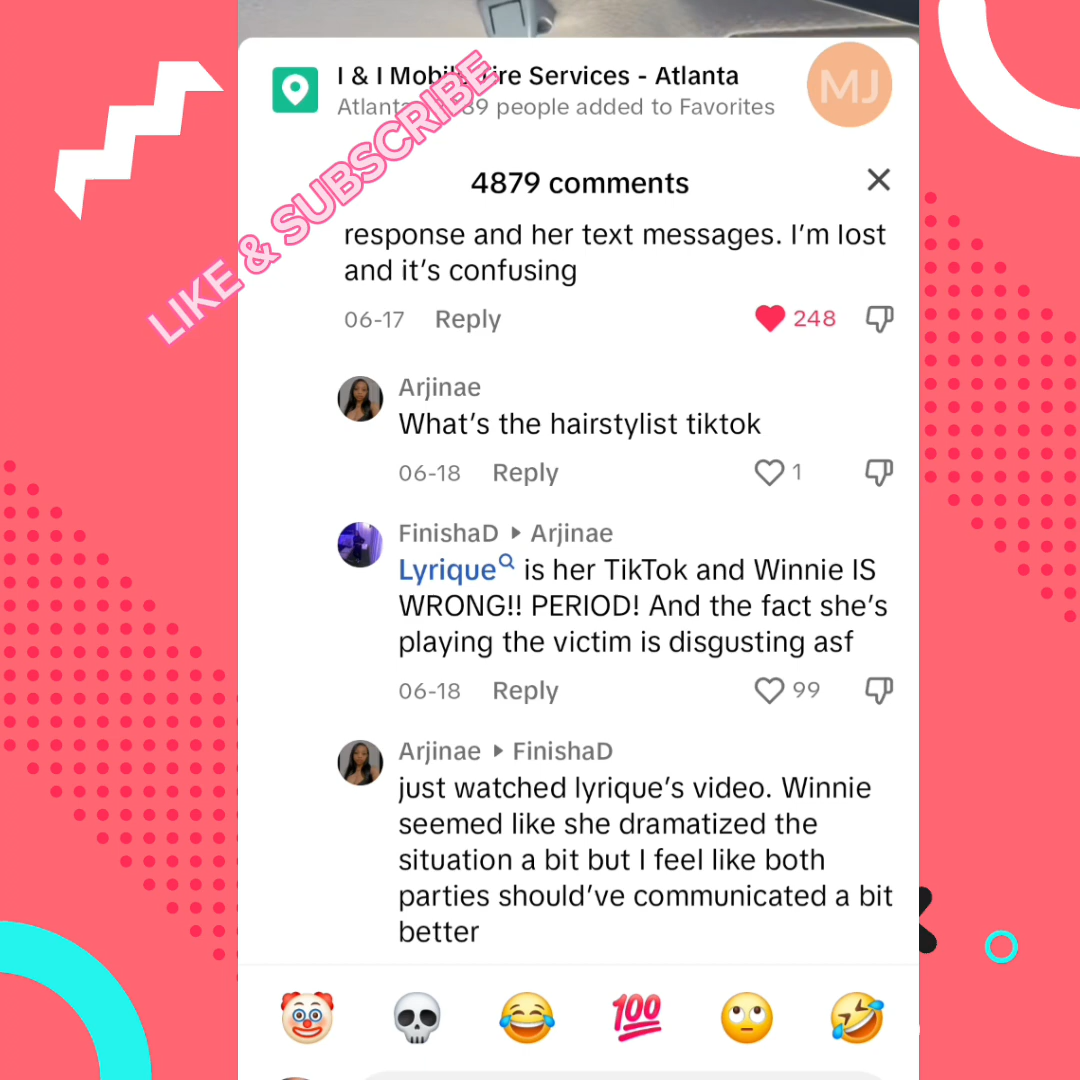 I & I Mobile Tire Services - Atlanta
MJ
Atlanta 89 people added to Favorites
LIKE & SUBSCRIBE
4879 comments
response and her text messages. I’m lost
and it’s confusing
06-17 Reply 248
Arjinae
What’s the hairstylist tiktok
06-18 Reply 1
FinishaD Arjinae
Lyrique is her TikTok and Winnie IS
WRONG!! PERIOD! And the fact she’s
playing the victim is disgusting asf
06-18 Reply 99
Arjinae FinishaD
just watched lyrique’s video. Winnie
seemed like she dramatized the
situation a bit but I feel like both
parties should’ve communicated a bit
better
100